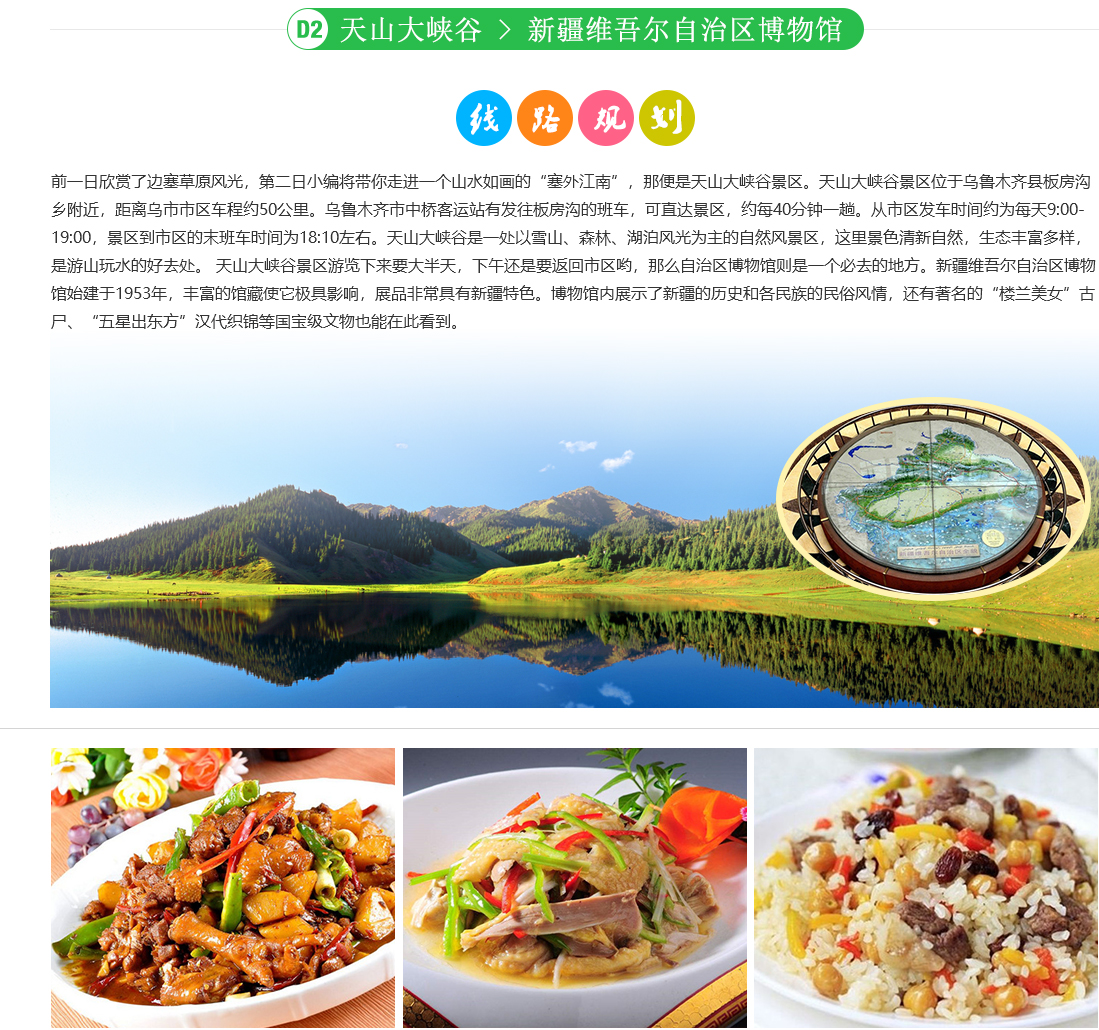 D2 天山大峡谷 > 新疆维吾尔自治区博物馆
线路规划
前一日欣赏了边塞草原风光，第二日小编将带你走进一个山水如画的“塞外江南”，那便是天山大峡谷景区。天山大峡谷景区位于乌鲁木齐县板房沟
乡附近，距离乌市市区车程约50公里。乌鲁木齐市中桥客运站有发往板房沟的班车，可直达景区，约每40分钟一趟。从市区发车时间约为每天9:00-
19:00，景区到市区的末班车时间为18:10左右。天山大峡谷是一处以雪山、森林、湖泊风光为主的自然风景区，这里景色清新自然，生态丰富多样，
是游山玩水的好去处。 天山大峡谷景区游览下来要大半天，下午还是要返回市区哟，那么自治区博物馆则是一个必去的地方。新疆维吾尔自治区博物
馆始建于1953年，丰富的馆藏使它极具影响，展品非常具有新疆特色。博物馆内展示了新疆的历史和各民族的民俗风情，还有著名的“楼兰美女”古
尸、“五星出东方”汉代织锦等国宝级文物也能在此看到。